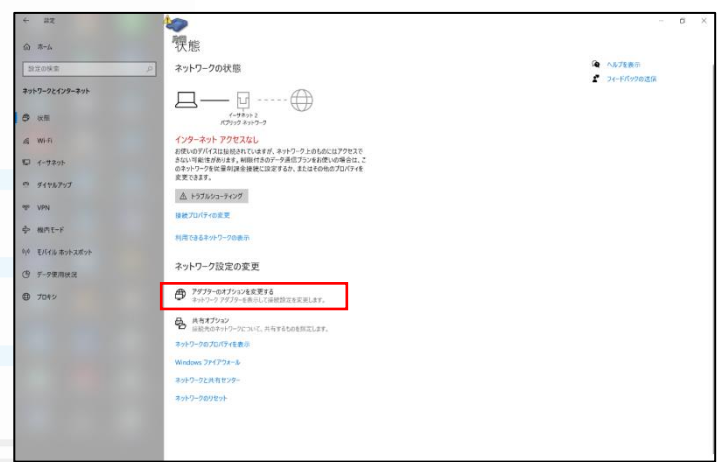 設定
ホーム
設定の検索
ネットワークとインターネット
状態
Wi-Fi
イーサネット
ダイヤルアップ
VPN
機内モード
モバイル ホットスポット
データ使用状況
プロキシ
状態
ネットワークの状態
イーサネット 2
パブリック ネットワーク
インターネット アクセスなし
お使いのデバイスは接続されていますが、ネットワーク上のものにはアクセスで
きない可能性があります。制限付きのデータ通信プランをお使いの場合は、こ
のネットワークを従量制課金接続に設定するか、またはその他のプロパティを
変更できます。
トラブルシューティング
接続プロパティの変更
利用できるネットワークの表示
ネットワーク設定の変更
アダプターのオプションを変更する
ネットワーク アダプターを表示して接続設定を変更します。
共有オプション
接続先のネットワークについて、共有するものを指定します。
ネットワークのプロパティを表示
Windows ファイアウォール
ネットワークと共有センター
ネットワークのリセット
ヘルプを表示
フィードバックの送信